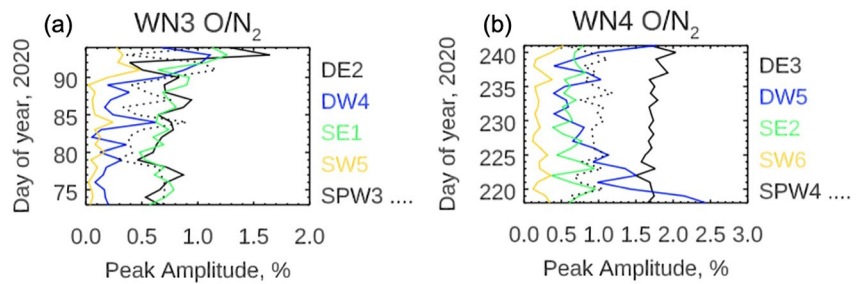 (a) WN3 O/N2
Day of year, 2020
90
85
80
75
0.0 0.5 1.0 1.5 2.0
Peak Amplitude, %
DE2
DW4
SE1
SW5
SPW3 ....
(b) WN4 O/N2
Day of year, 2020
240
235
230
225
220
0.0 0.5 1.0 1.5 2.0 2.5 3.0
Peak Amplitude, %
DE3
DW5
SE2
SW6
SPW4 ....